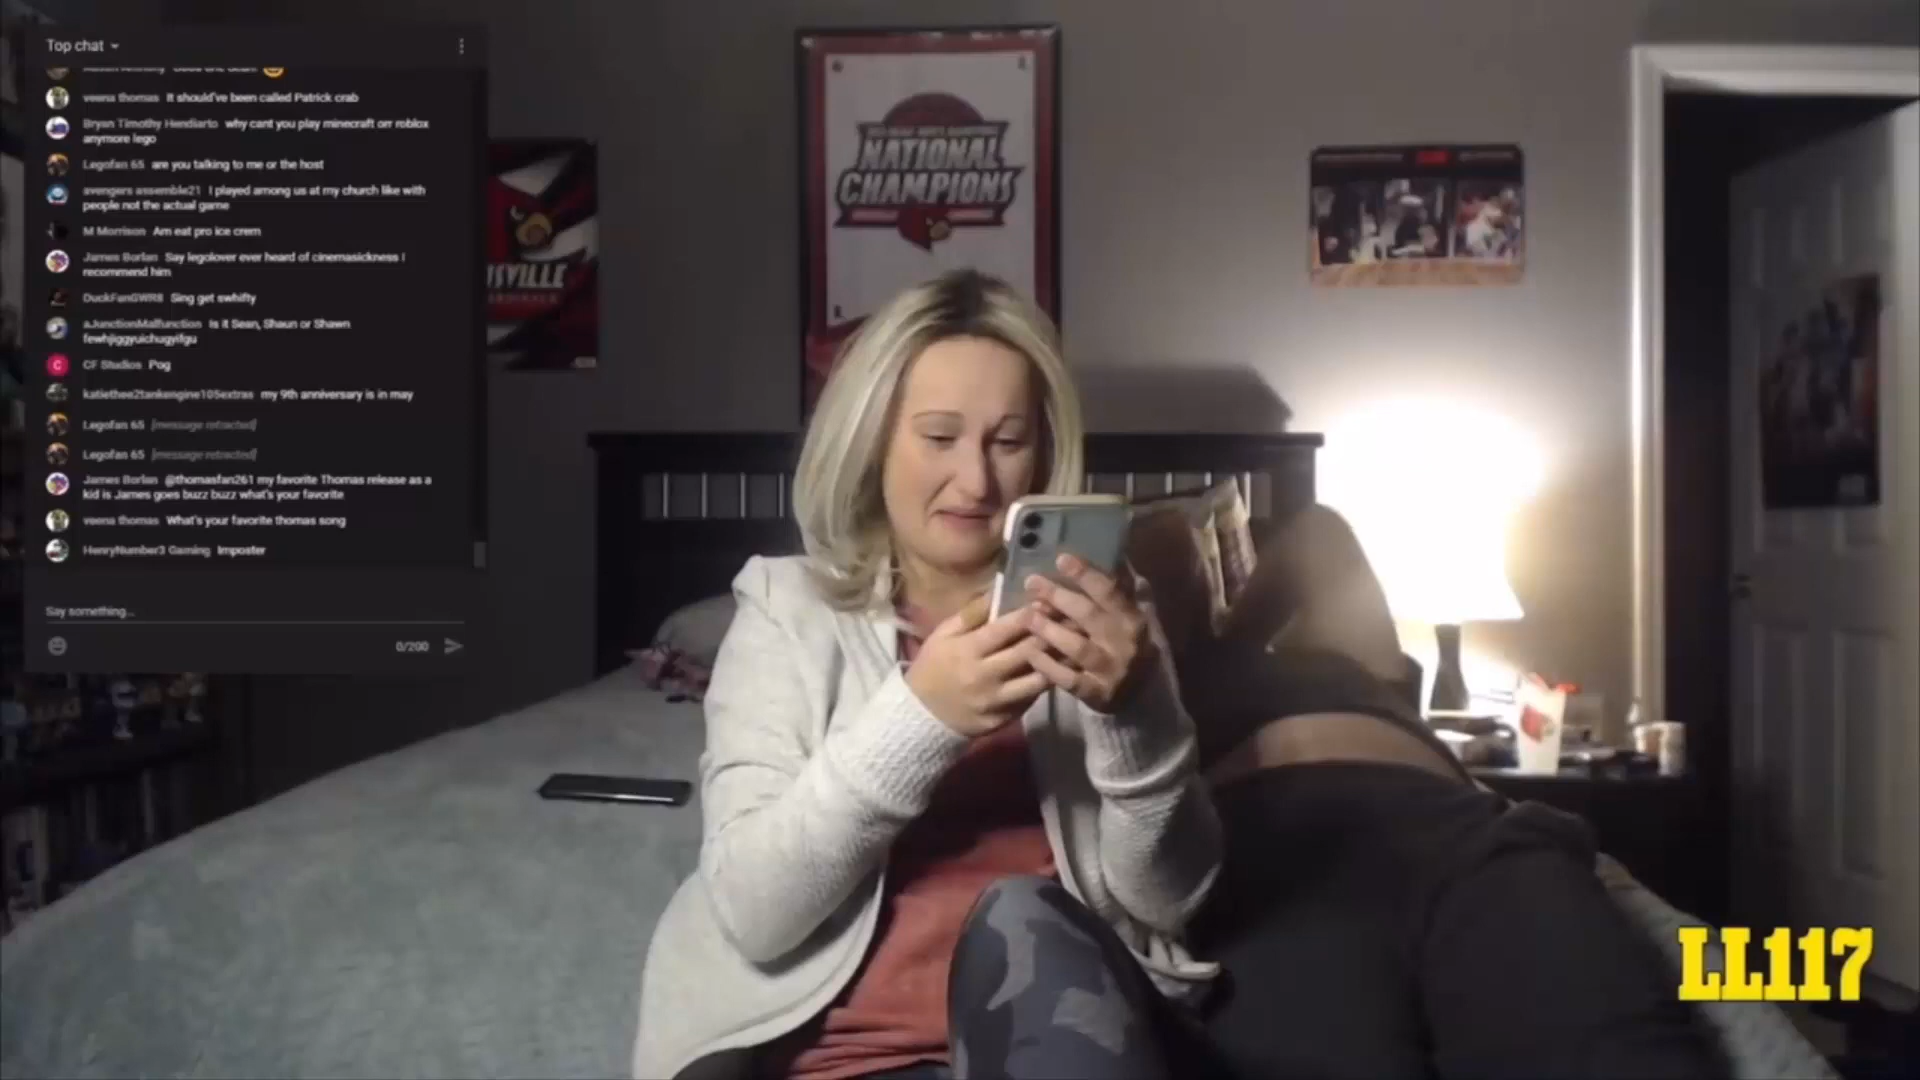 Top chat
veena thomas It should've been called Patrick crab
Bryan Timothy Hendiarto why cant you play minecraft orr roblox
anymore lego
Legofan 65 are you talking to me or the host
avengers assemble21 I played among us at my church like with
people not the actual game
M Morrison Am eat pro ice crem
James Borlan Say legolover ever heard of cinemasickness I
recommend him
DuckFanGWR8 Sing get swhifty
aJunctionMalfunction Is it Sean, Shaun or Shawn
fewhjiggyuichugyifgu
C CF Studios Pog
katiethee2tankengine105extras my 9th anniversary is in may
Legofan 65 [message retracted]
Legofan 65 [message retracted]
James Borlan @thomasfan261 my favorite Thomas release as a
kid is James goes buzz buzz what's your favorite
veena thomas What's your favorite thomas song
HenryNumber3 Gaming Imposter
Say something...
0/200
ISVILLE
NATIONAL
CHAMPIONS
LL117